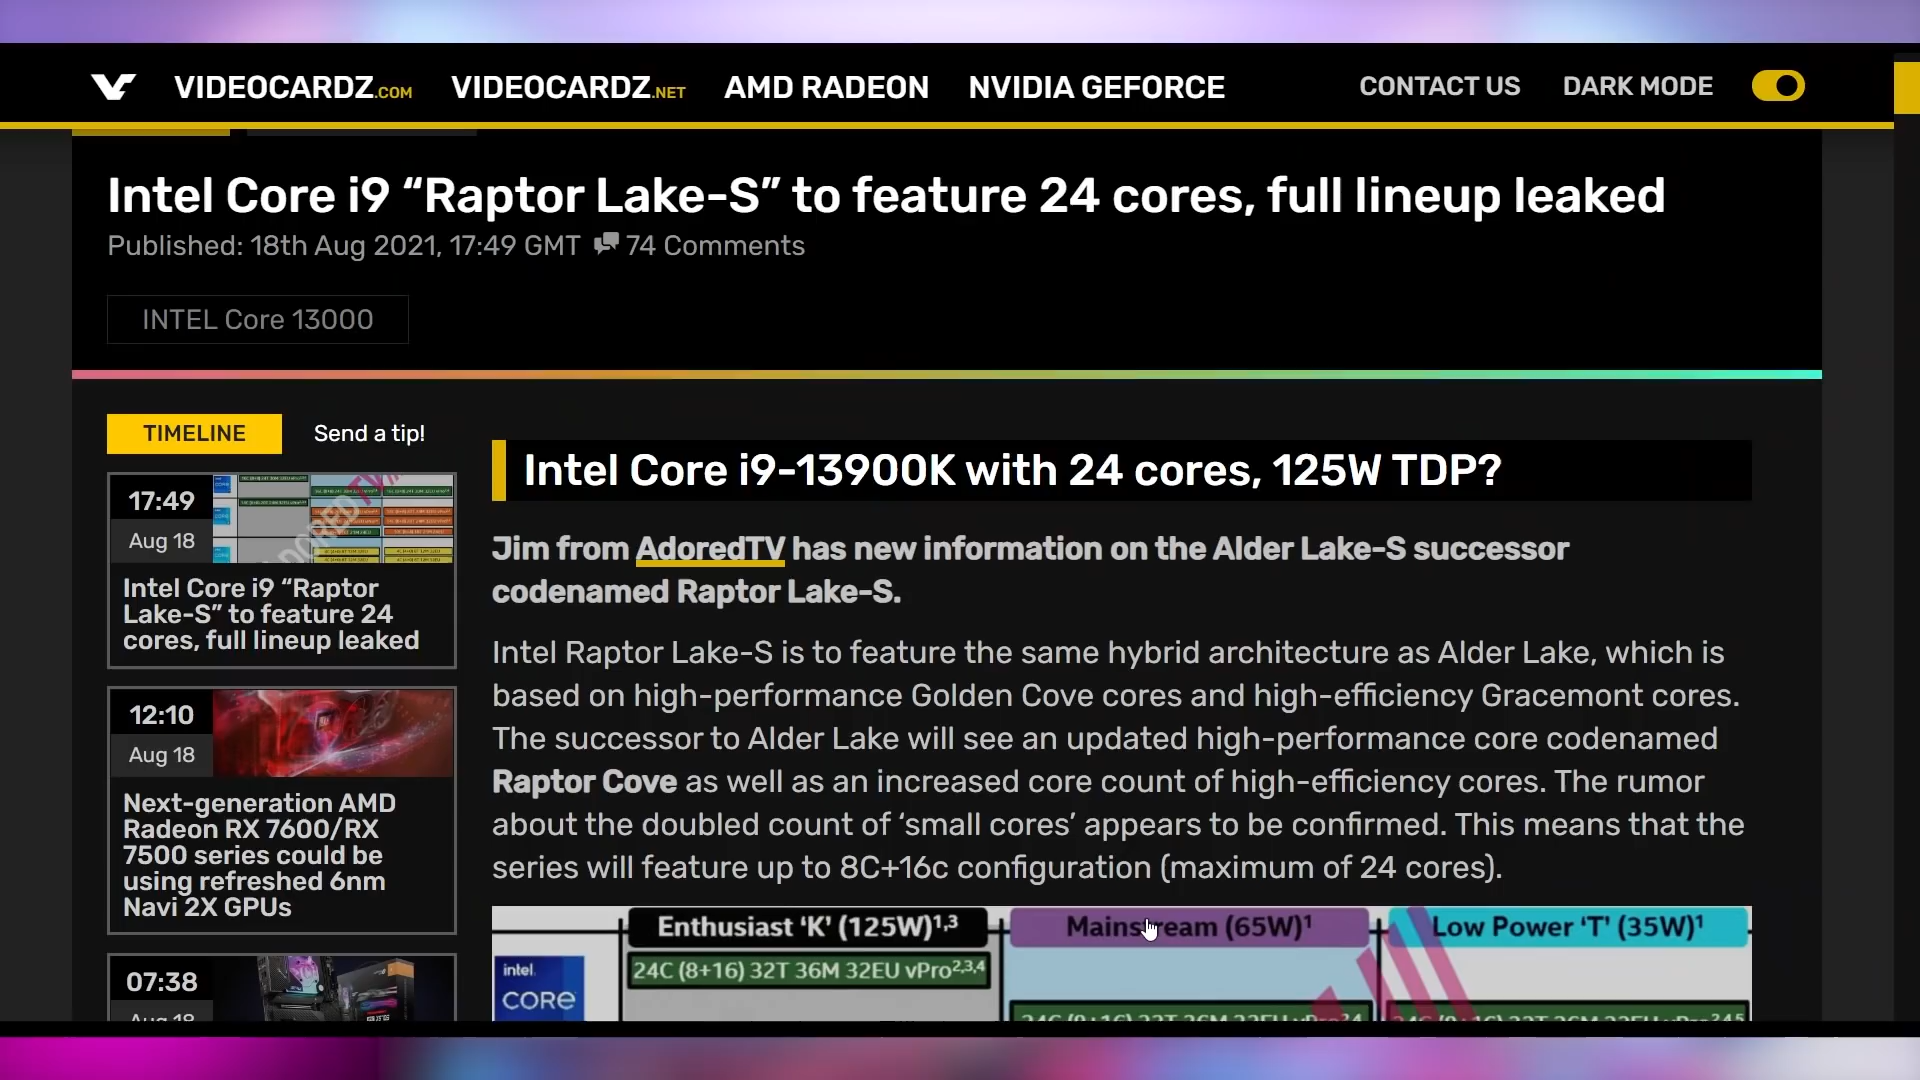 VIDEOCARDZ.COM VIDEOCARDZ.NET AMD RADEON NVIDIA GEFORCE CONTACT US DARK MODE
Intel Core i9 “Raptor Lake-S” to feature 24 cores, full lineup leaked
Published: 18th Aug 2021, 17:49 GMT 74 Comments
INTEL Core 13000
TIMELINE Send a tip!
17:49
Aug 18
Intel Core i9 “Raptor
Lake-S” to feature 24
cores, full lineup leaked
12:10
Aug 18
Next-generation AMD
Radeon RX 7600/RX
7500 series could be
using refreshed 6nm
Navi 2X GPUs
07:38
Aug 18
Intel Core i9-13900K with 24 cores, 125W TDP?
Jim from AdoredTV has new information on the Alder Lake-S successor
codenamed Raptor Lake-S.
Intel Raptor Lake-S is to feature the same hybrid architecture as Alder Lake, which is
based on high-performance Golden Cove cores and high-efficiency Gracemont cores.
The successor to Alder Lake will see an updated high-performance core codenamed
Raptor Cove as well as an increased core count of high-efficiency cores. The rumor
about the doubled count of ‘small cores’ appears to be confirmed. This means that the
series will feature up to 8C+16c configuration (maximum of 24 cores).
Enthusiast ‘K’ (125W)1,3 Mainstream (65W)1 Low Power ‘T’ (35W)1
intel.
CORE
24C (8+16) 32T 36M 32EU vPro2,3,4